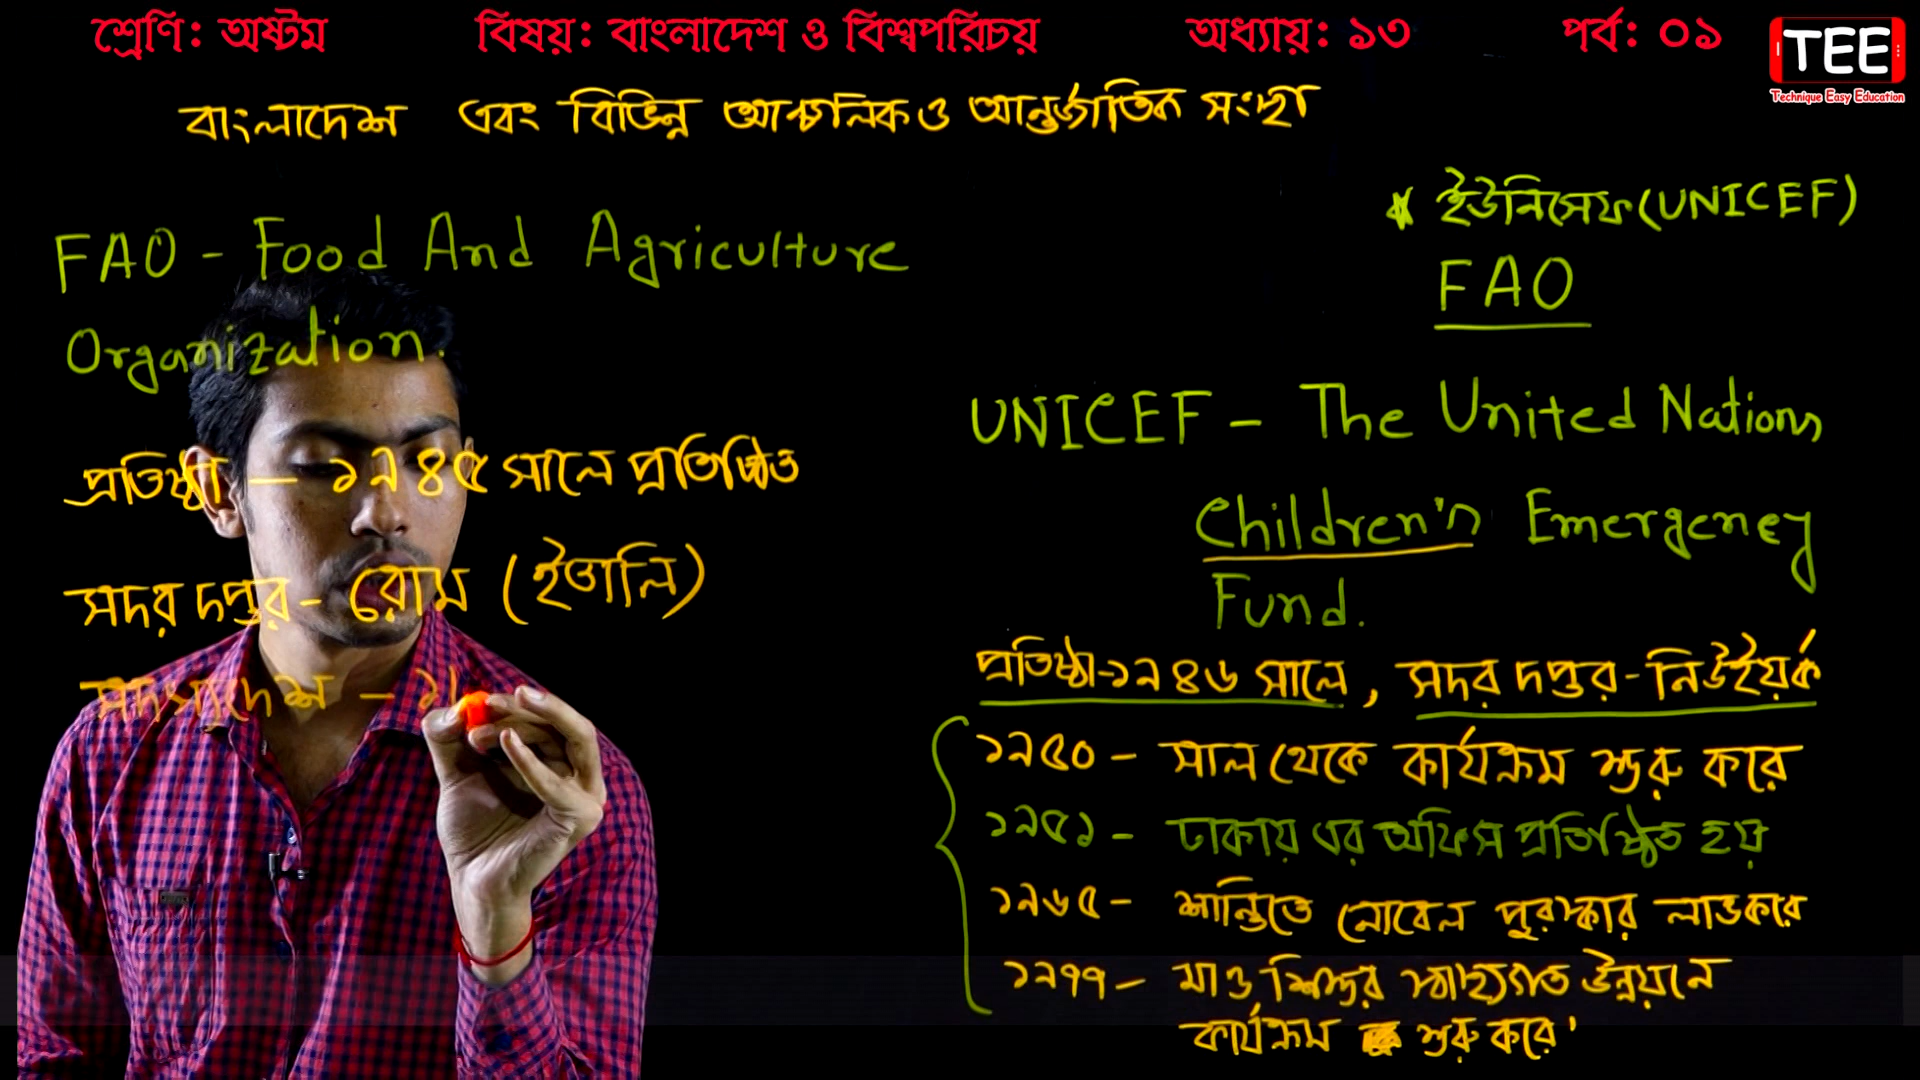 শ্রেণি: অষ্টম বিষয়: বাংলাদেশ ও বিশ্বপরিচয় অধ্যায়: ১৩ পর্ব: ০১
TEE
Technique Easy Education
বাংলাদেশ এবং বিভিন্ন আঞ্চলিক ও আন্তর্জাতিক সংস্থা
FAO - Food And Agriculture
Organization.
প্রতিষ্ঠা — ১৯৪৫ সালে প্রতিষ্ঠিত
সদর দপ্তর - রোম (ইতালি)
সদস্যদেশ - ১
* ইউনিসেফ (UNICEF)
FAO
UNICEF - The United Nations
Children's Emergency
Fund.
প্রতিষ্ঠা-১৯৪৬ সালে, সদর দপ্তর-নিউইয়র্ক
১৯৫০ - সাল থেকে কার্যক্রম শুরু করে
১৯৫১ - ঢাকায় এর অফিস প্রতিষ্ঠিত হয়
১৯৬৫ - শান্তিতে নোবেল পুরস্কার লাভ করে
১৯৭৭ - মা ও শিশুর স্বাস্থ্যগত উন্নয়নে
কার্যক্রম শুরু করে'